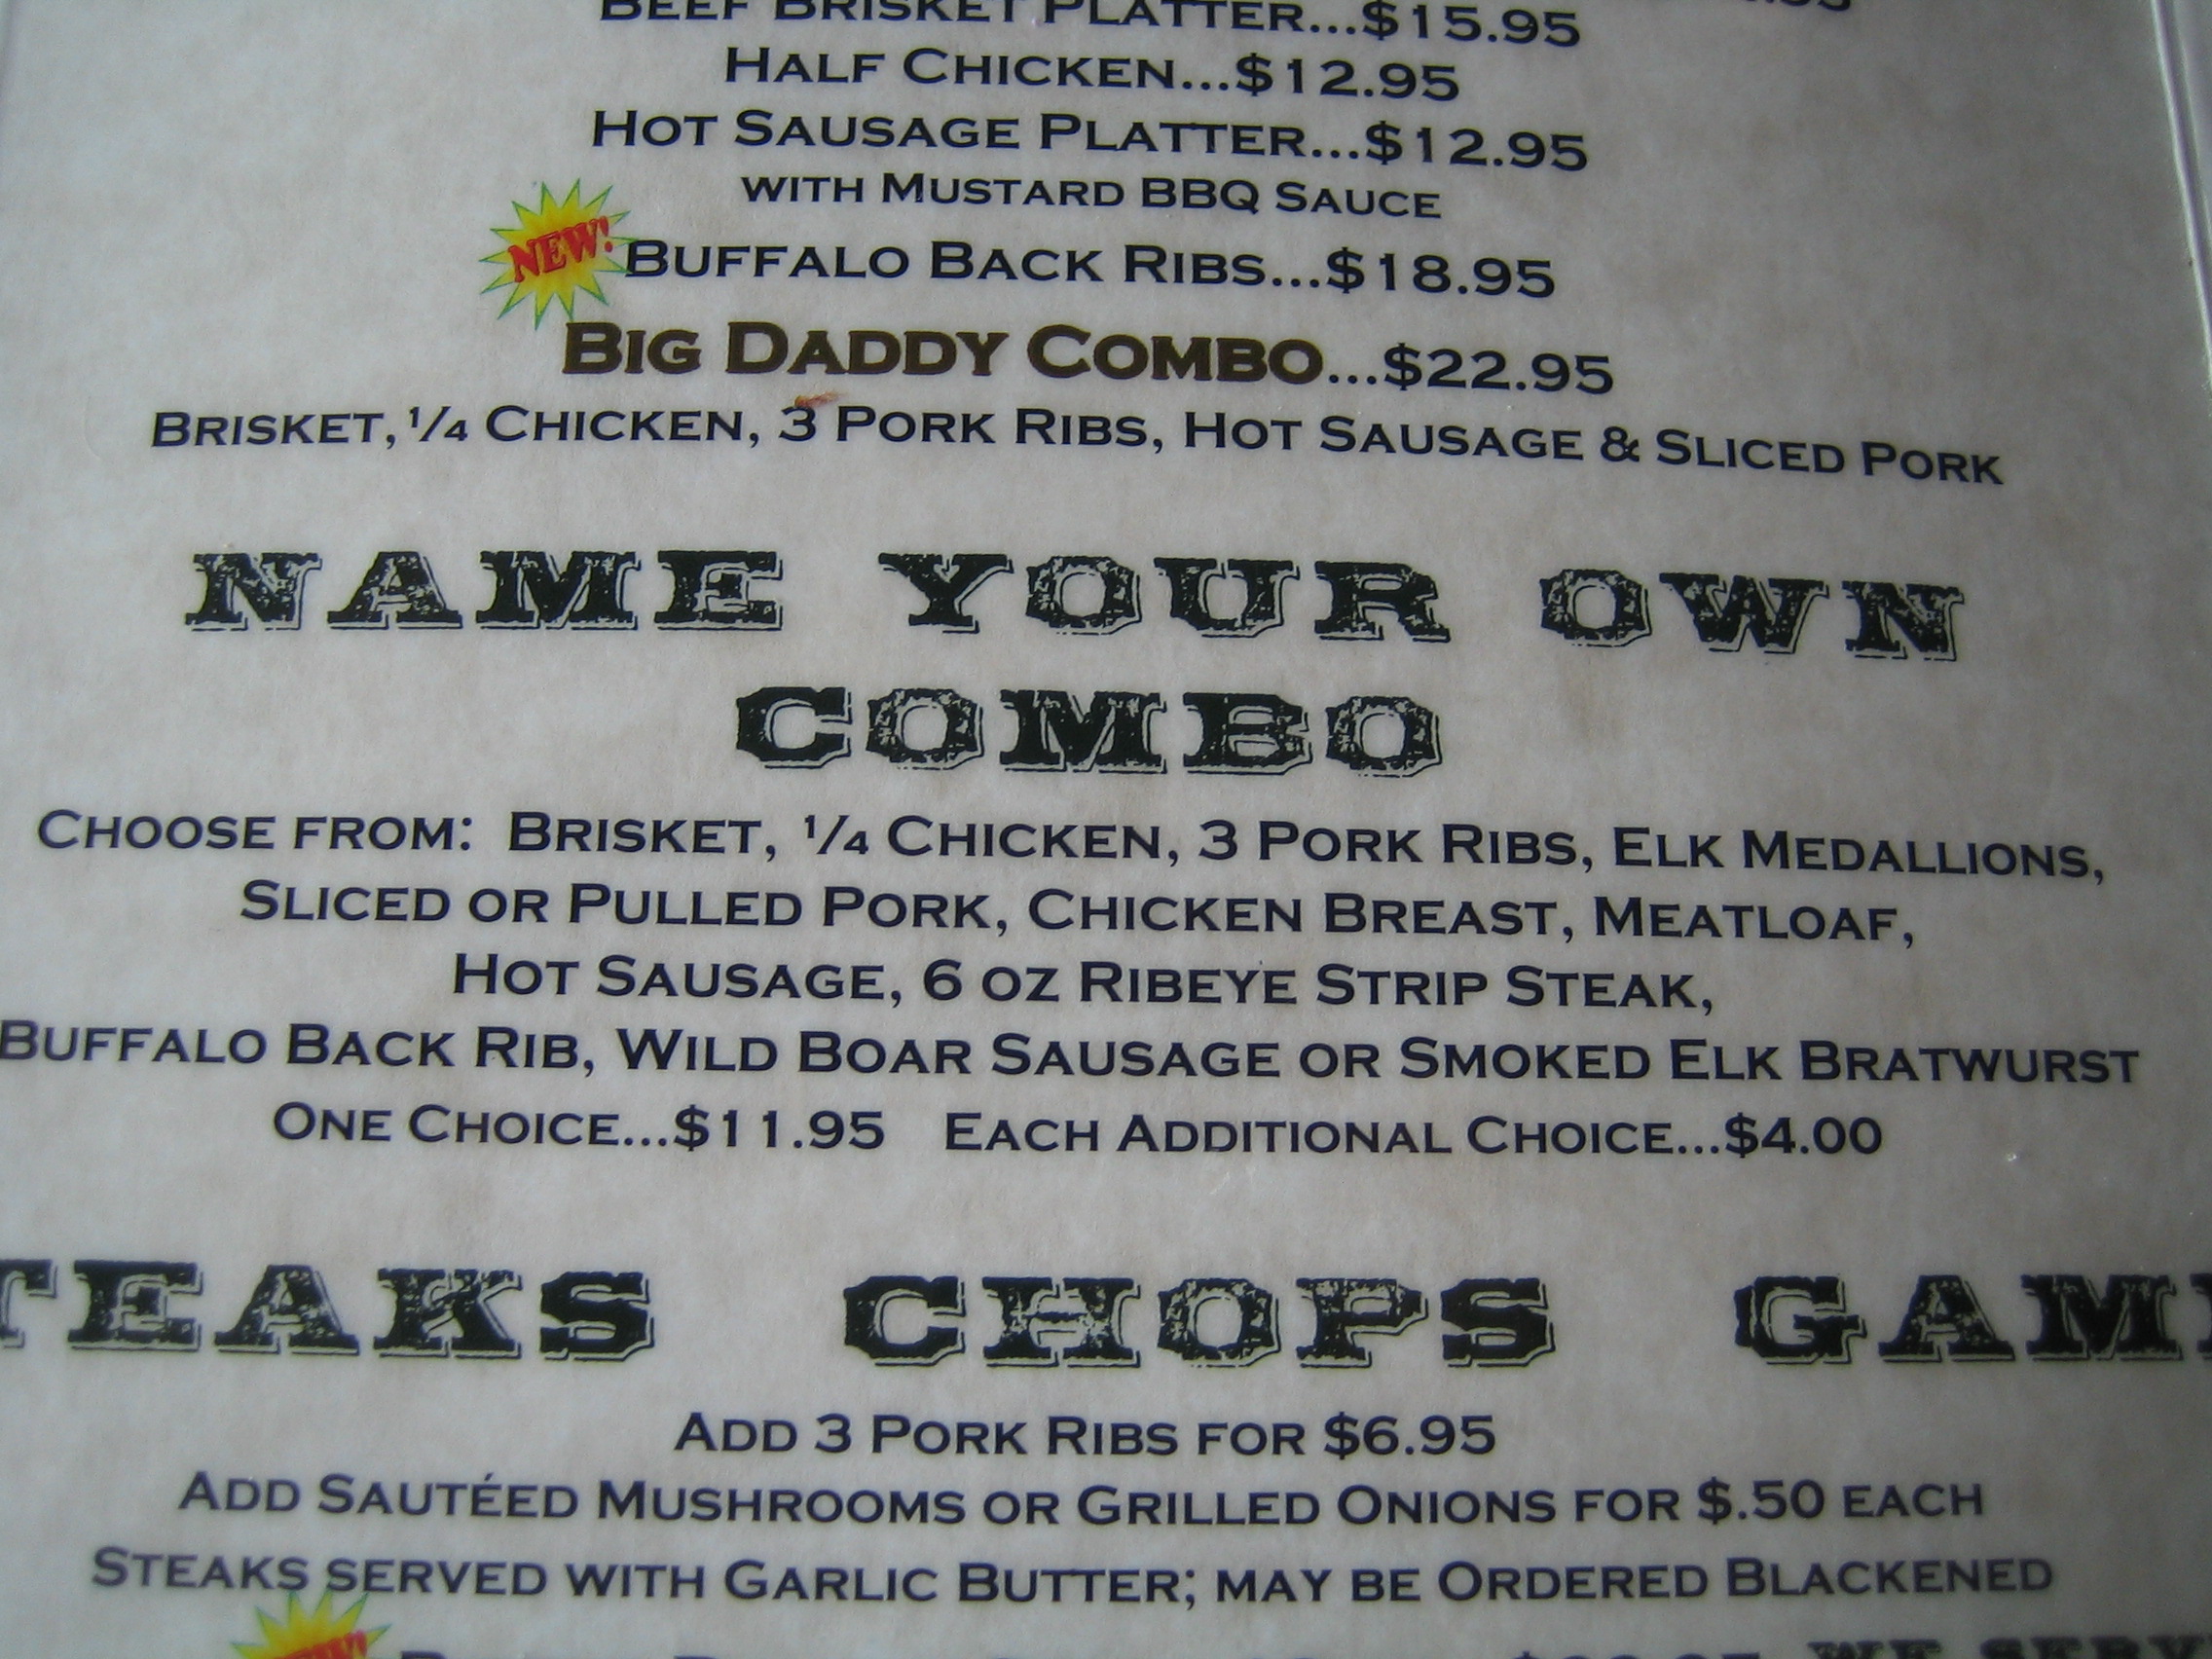 BEEF BRISKET PLATTER...$15.95
HALF CHICKEN...$12.95
HOT SAUSAGE PLATTER...$12.95
WITH MUSTARD BBQ SAUCE
NEW! BUFFALO BACK RIBS...$18.95
BIG DADDY COMBO...$22.95
BRISKET, ¼ CHICKEN, 3 PORK RIBS, HOT SAUSAGE & SLICED PORK
NAME YOUR OWN
COMBO
CHOOSE FROM: BRISKET, ¼ CHICKEN, 3 PORK RIBS, ELK MEDALLIONS,
SLICED OR PULLED PORK, CHICKEN BREAST, MEATLOAF,
HOT SAUSAGE, 6 OZ RIBEYE STRIP STEAK,
BUFFALO BACK RIB, WILD BOAR SAUSAGE OR SMOKED ELK BRATWURST
ONE CHOICE...$11.95 EACH ADDITIONAL CHOICE...$4.00
TEAKS CHOPS GAM
ADD 3 PORK RIBS FOR $6.95
ADD SAUTÉED MUSHROOMS OR GRILLED ONIONS FOR $.50 EACH
STEAKS SERVED WITH GARLIC BUTTER; MAY BE ORDERED BLACKENED